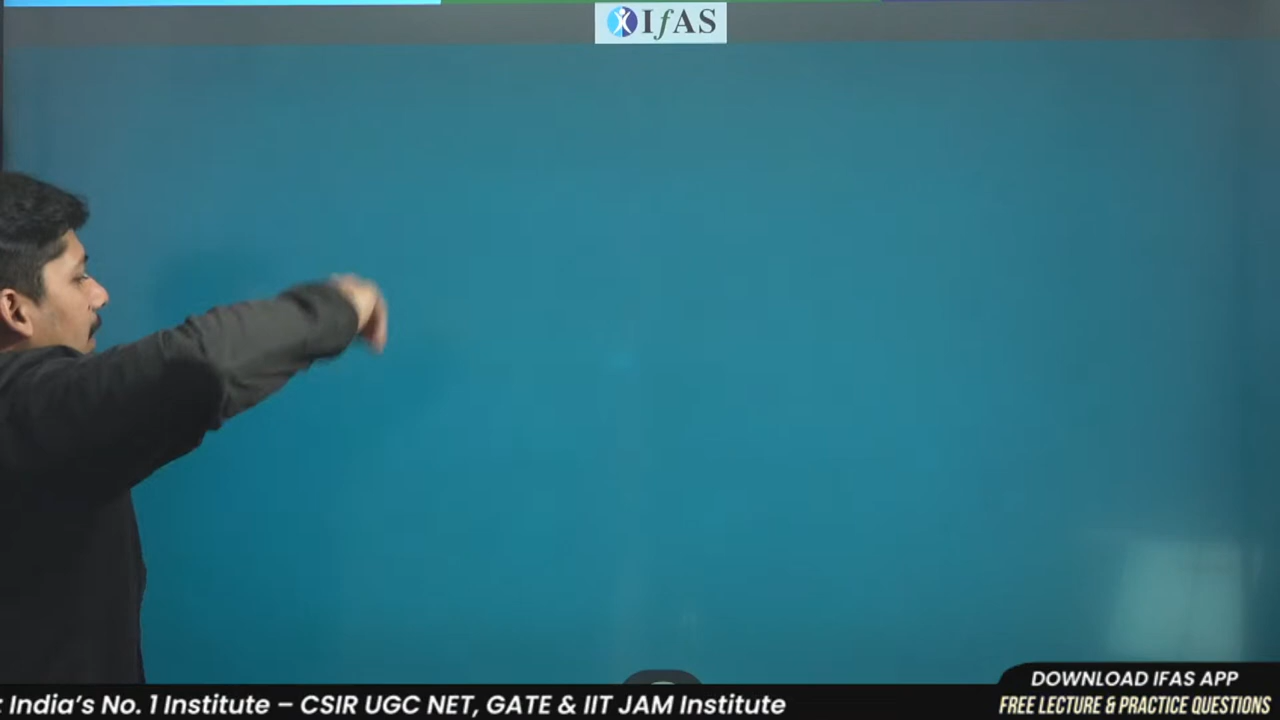 IfAS
DOWNLOAD IFAS APP
: India's No. 1 Institute – CSIR UGC NET, GATE & IIT JAM Institute
FREE LECTURE & PRACTICE QUESTIONS